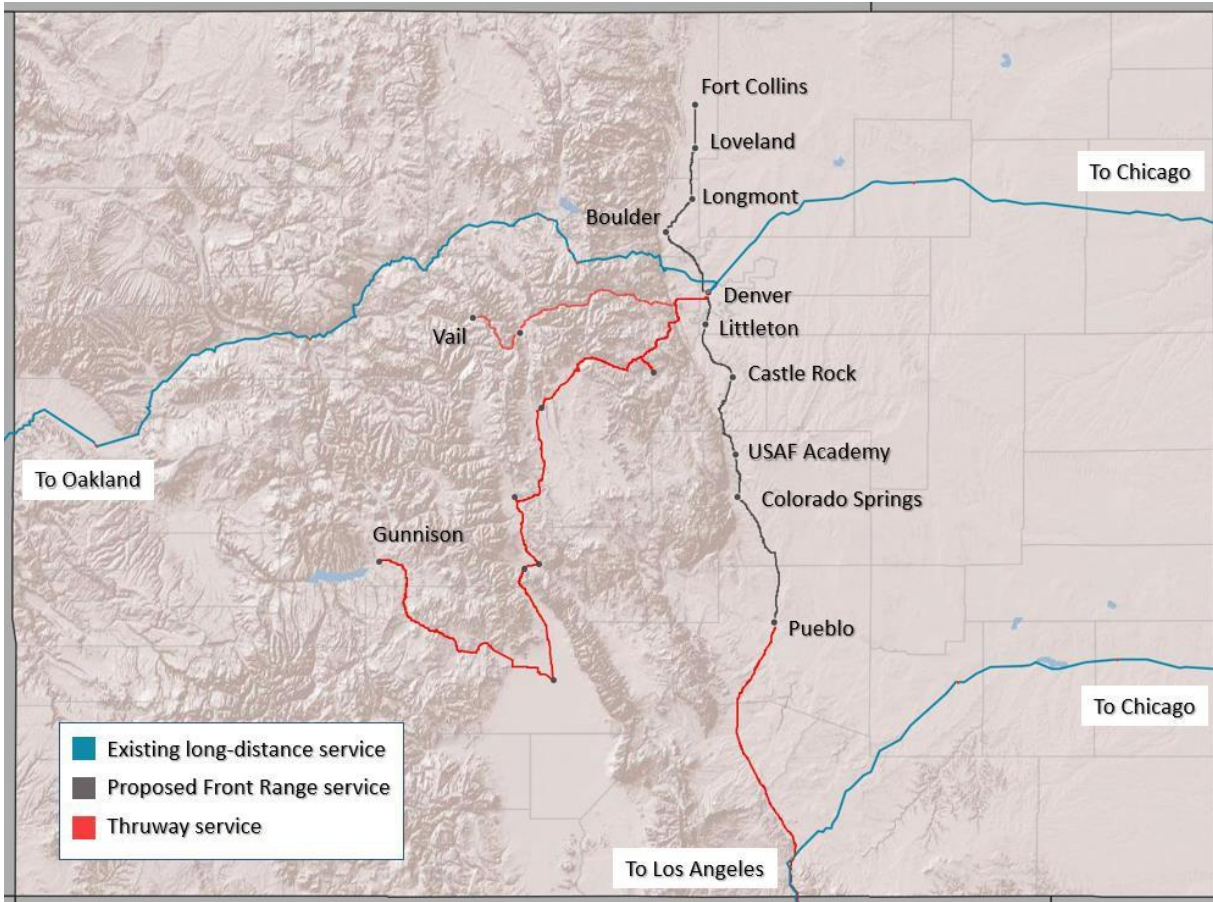 Fort Collins
Loveland
To Chicago
Longmont
Boulder
Denver
Littleton
Vail
Castle Rock
USAF Academy
To Oakland
Colorado Springs
Gunnison
Pueblo
To Chicago
Existing long-distance service
Proposed Front Range service
Thruway service
To Los Angeles